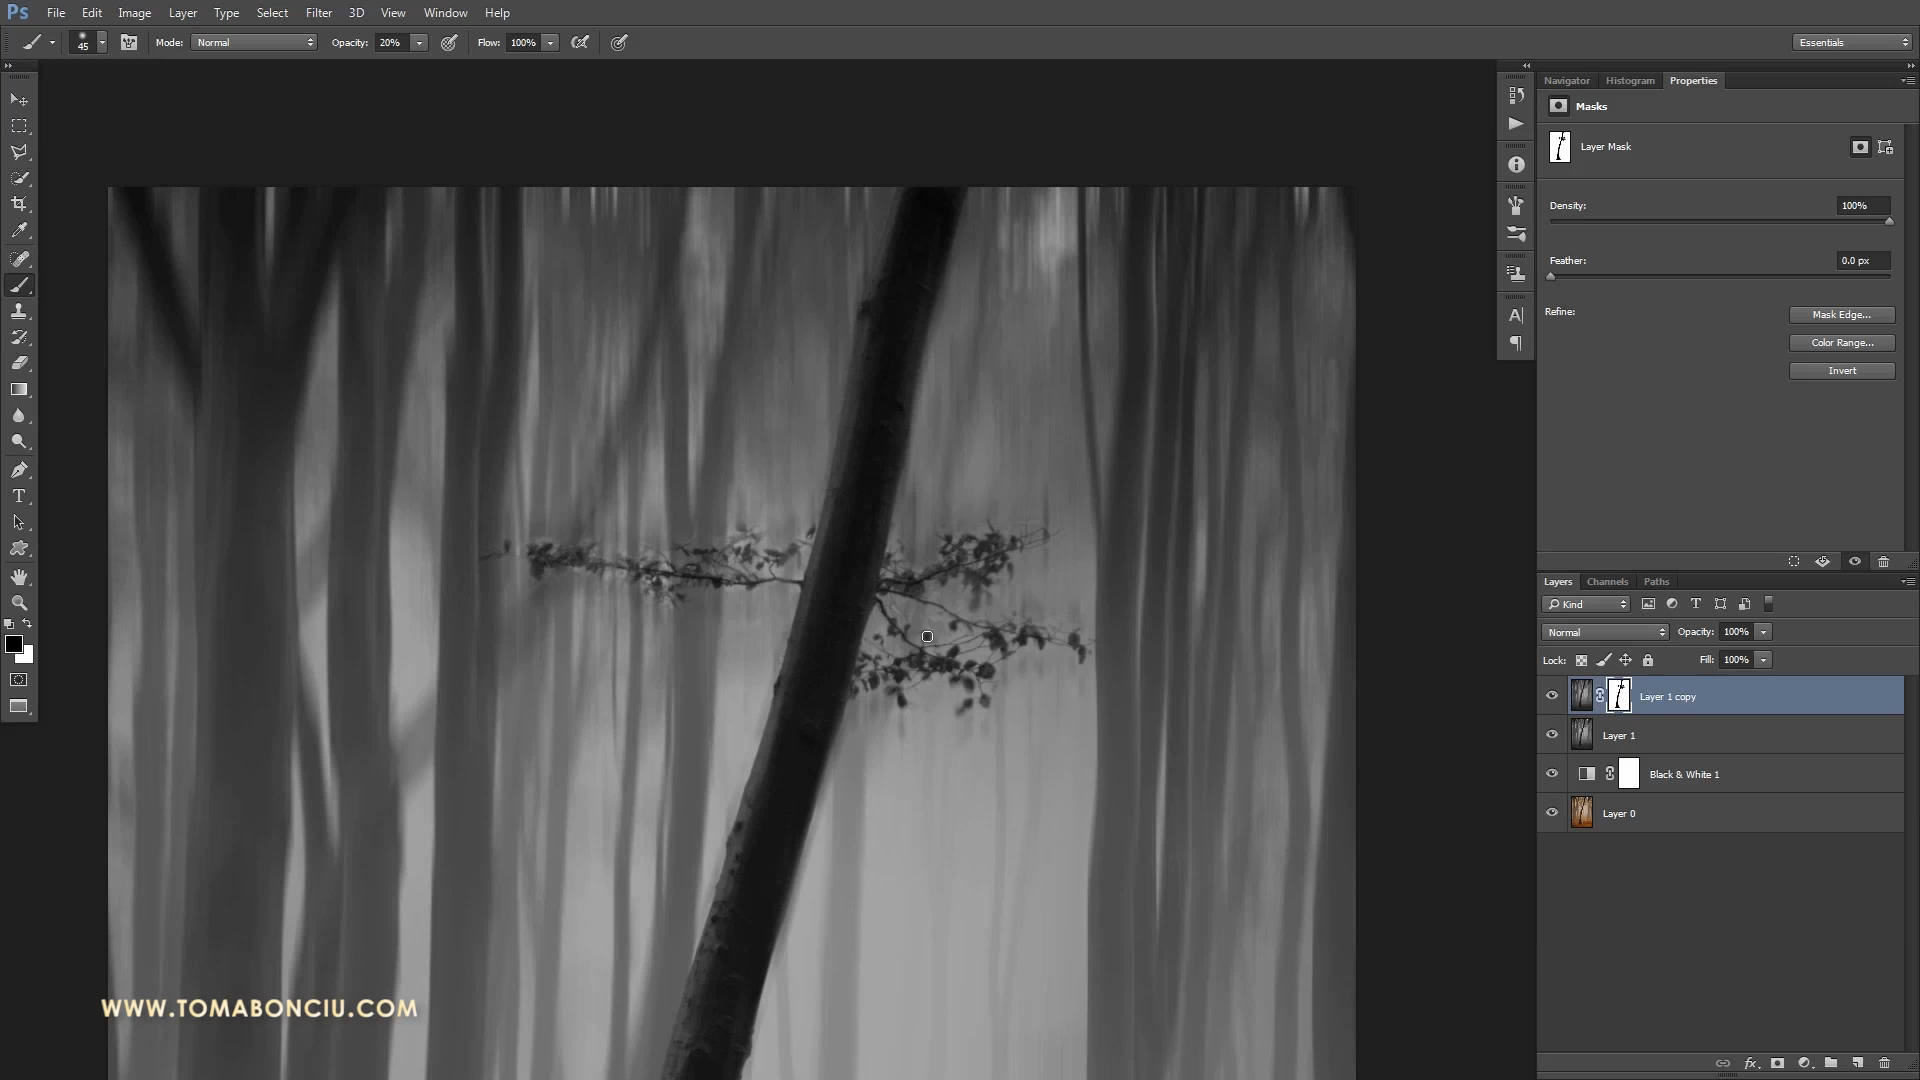 Ps File Edit Image Layer Type Select Filter 3D View Window Help
45 Mode: Normal Opacity: 20% Flow: 100% Essentials
Navigator Histogram Properties
Masks
Layer Mask
Density: 100%
Feather: 0.0 px
Refine: Mask Edge...
Color Range...
Invert
Layers Channels Paths
Kind
Normal Opacity: 100%
Lock: Fill: 100%
Layer 1 copy
Layer 1
Black & White 1
Layer 0
WWW.TOMABONCIU.COM